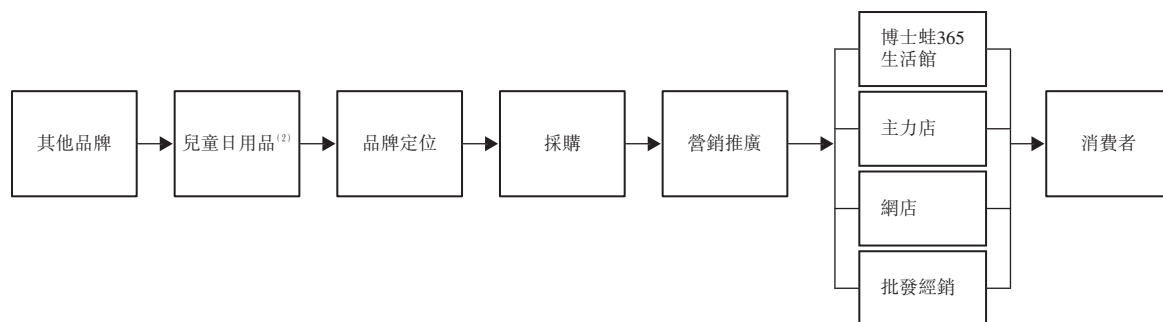 其他品牌
兒童日用品(2)
品牌定位
採購
營銷推廣
博士蛙365
生活館
主力店
網店
批發經銷
消費者